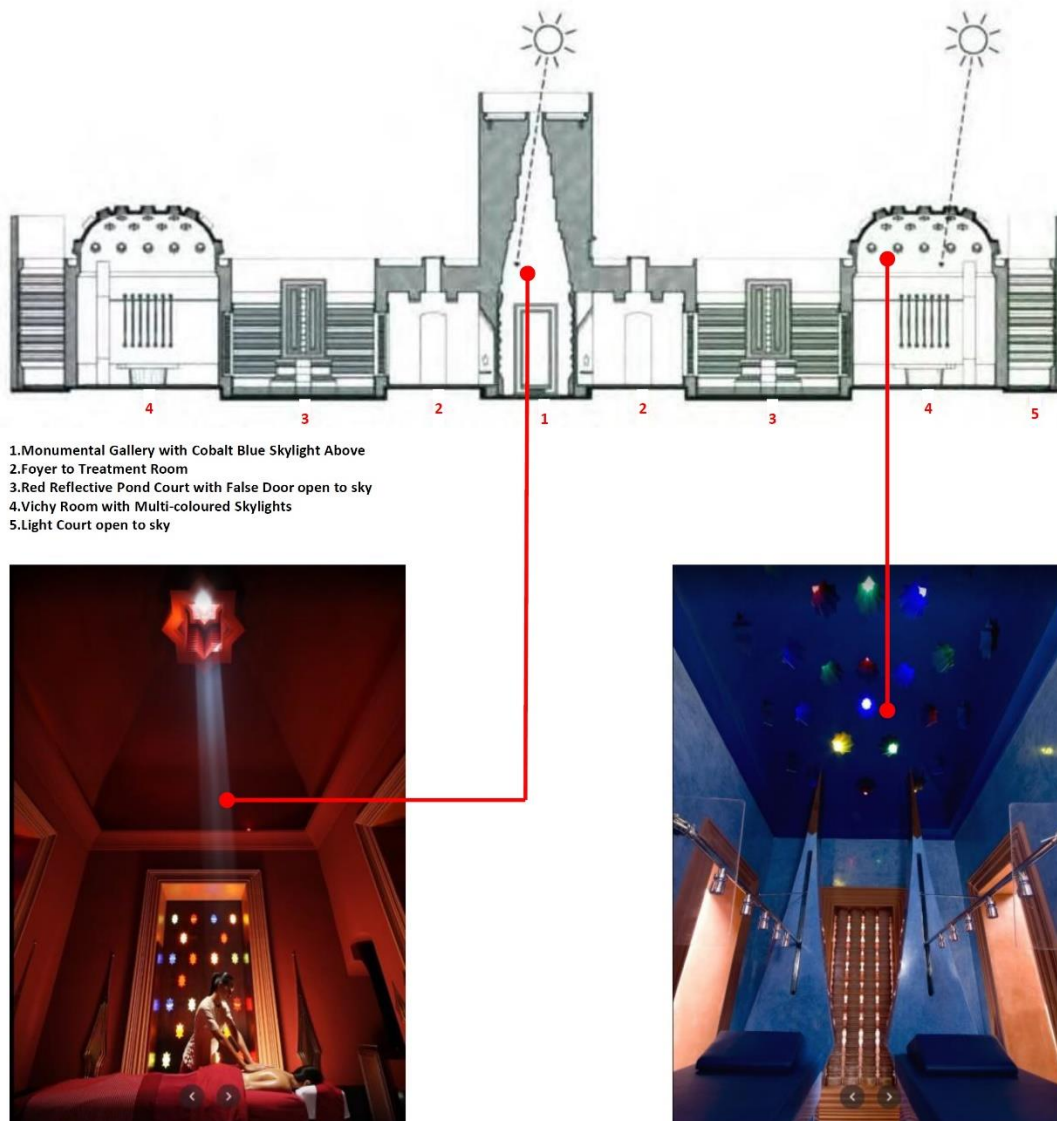 4 3 2 1 2 3 4 5
1.Monumental Gallery with Cobalt Blue Skylight Above
2.Foyer to Treatment Room
3.Red Reflective Pond Court with False Door open to sky
4.Vichy Room with Multi-coloured Skylights
5.Light Court open to sky